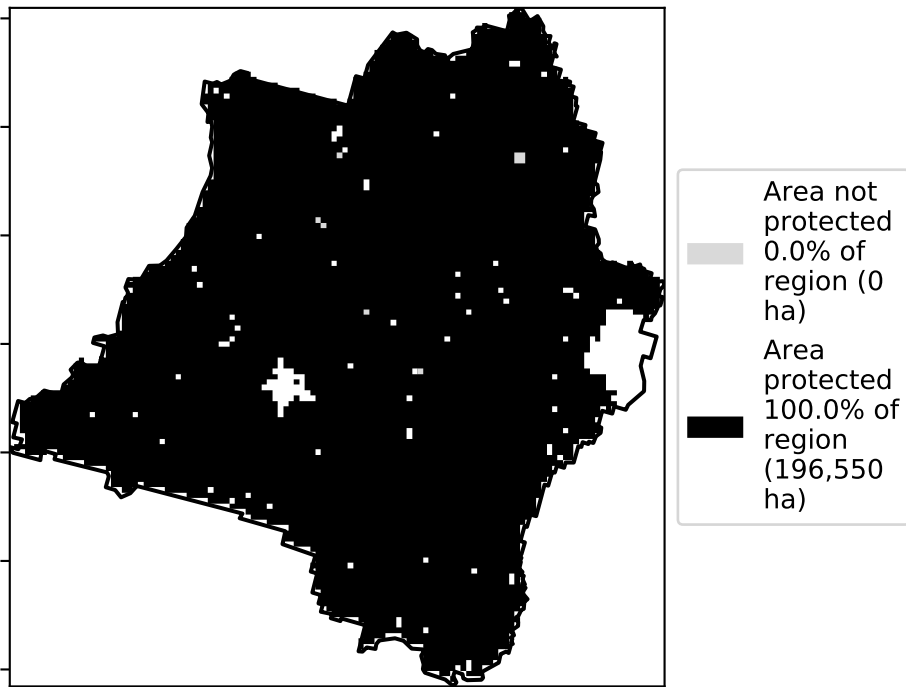 Area not
protected
0.0% of
region (0
ha)
Area
protected
100.0% of
region
(196,550
ha)